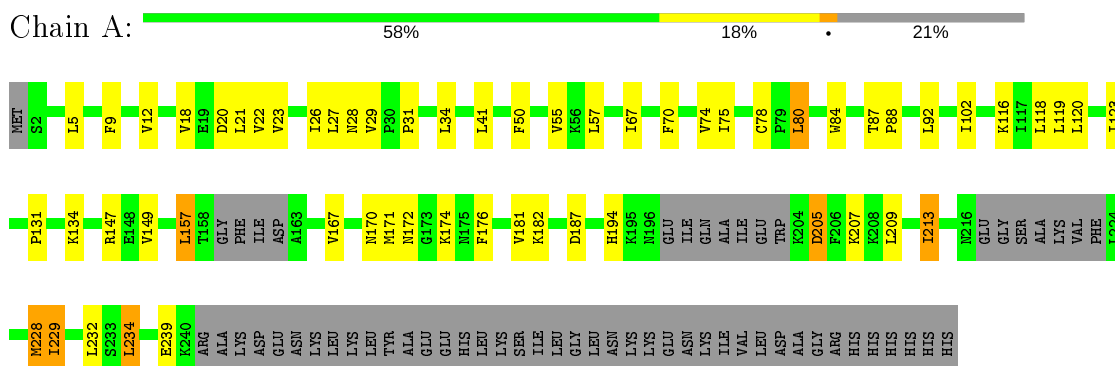 Chain A:
58% 18% • 21%
MET S2 L5 F9 V12 V18 E19 D20 L21 V22 V23 I26 L27 N28 V29 P30 P31 L34 L41 F50 V55 K56 L57 I67 F70 V74 I75 C78 P79 L80 W84 T87 P88 L92 I102 K116 I117 L118 L119 L120
P131 K134 R147 E148 V149 L157 T158 GLY PHE ILE ASP A163 V167 N170 M171 N172 G173 K174 N175 F176 V181 K182 D187 H194 K195 N196 GLU ILE GLN ALA ILE GLU TRP K204 D205 F206 K207 K208 L209 I213 N216 GLU GLY SER ALA LYS VAL PHE
M228 I229 L232 S233 L234 E239 K240 ARG ALA LYS ASP GLU ASN LYS LEU LYS LEU TYR ALA GLU GLU HIS LEU LYS SER ILE LEU GLY LEU ASN LYS LYS GLU ASN LYS ILE VAL LEU ASP ALA GLY ARG HIS HIS HIS HIS HIS HIS